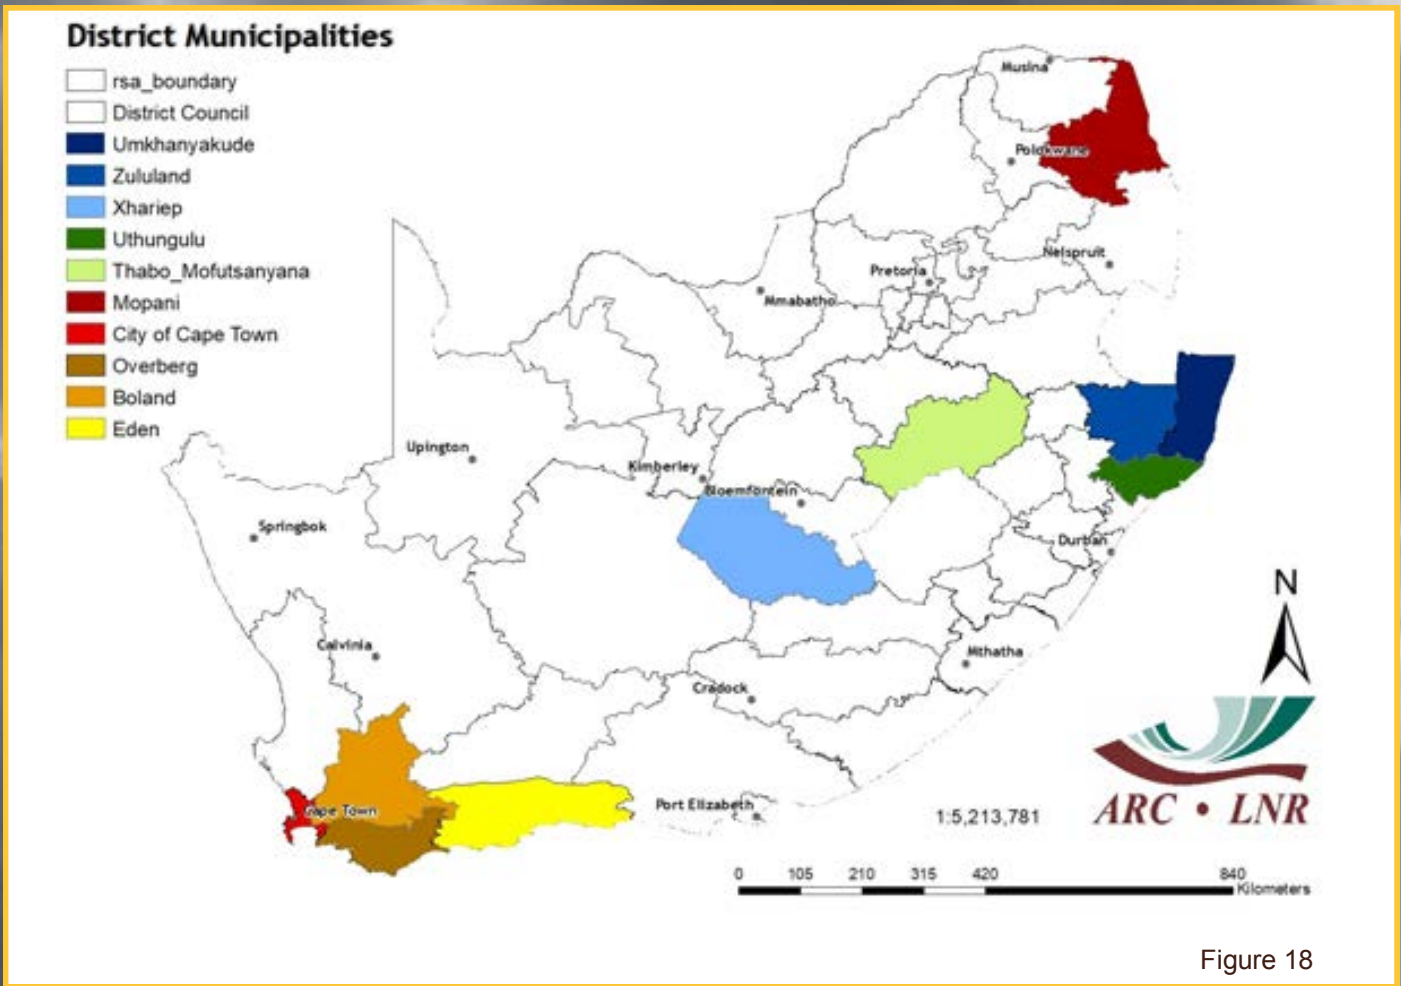 District Municipalities
rsa_boundary
District Council
Umkhanyakude
Zululand
Xhariep
Uthungulu
Thabo_Mofutsanyana
Mopani
City of Cape Town
Overberg
Boland
Eden
Musina
Polokwane
Nelspruit
Pretoria
Mmabatho
Upington
Kimberley
Bloemfontein
Springbok
Durban
N
Calvinia
Mthatha
Cradock
Cape Town
Port Elizabeth
1:5,213,781
ARC • LNR
0 105 210 315 420 840
Kilometers
Figure 18